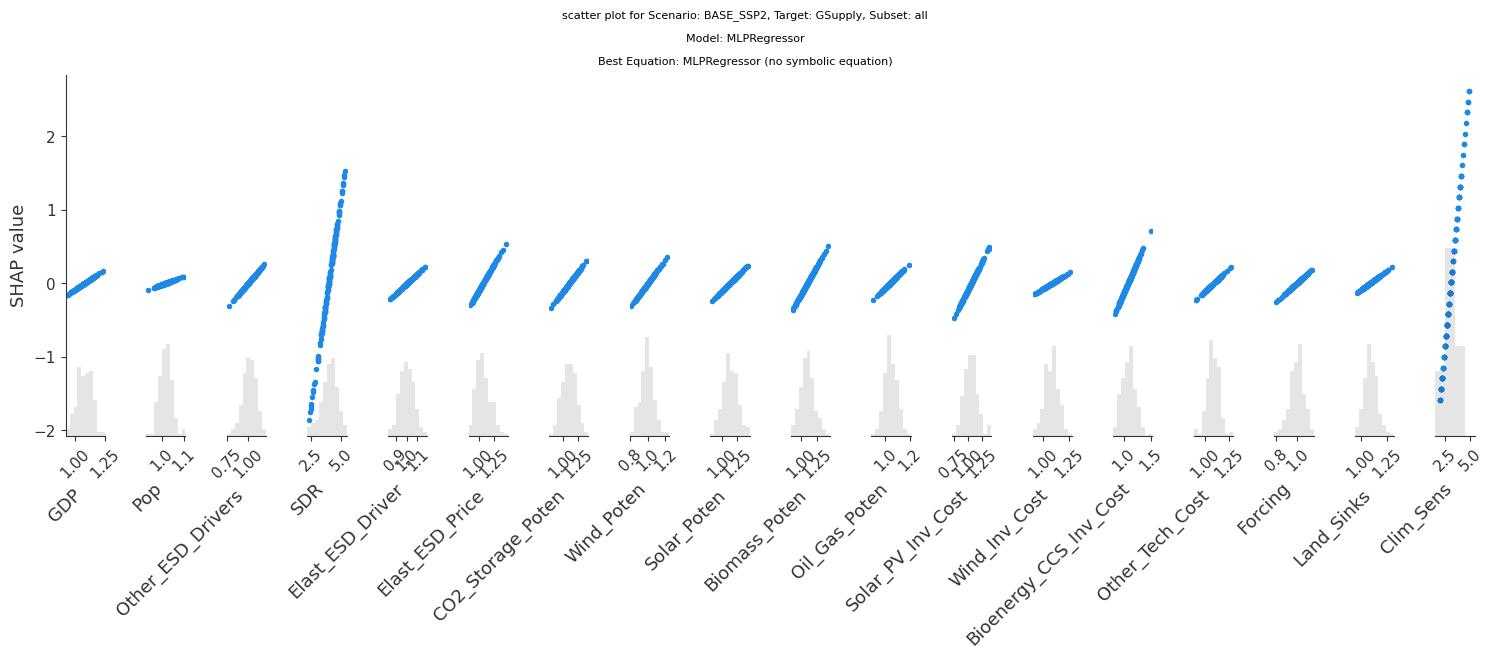 scatter plot for Scenario: BASE_SSP2, Target: GSupply, Subset: all
Model: MLPRegressor
Best Equation: MLPRegressor (no symbolic equation)
SHAP value
2
1
0
−1
−2
1.00 1.25
1.0 1.1
0.75 1.00
2.5 5.0
0.9 1.0 1.1
1.00 1.25
1.00 1.25
0.8 1.0 1.2
1.00 1.25
1.00 1.25
1.0 1.2
0.75 1.00 1.25
1.00 1.25
1.0 1.5
1.00 1.25
0.8 1.0
1.00 1.25
2.5 5.0
GDP
Pop
Other_ESD_Drivers
SDR
Elast_ESD_Driver
Elast_ESD_Price
CO2_Storage_Poten
Wind_Poten
Solar_Poten
Biomass_Poten
Oil_Gas_Poten
Solar_PV_Inv_Cost
Wind_Inv_Cost
Bioenergy_CCS_Inv_Cost
Other_Tech_Cost
Forcing
Land_Sinks
Clim_Sens